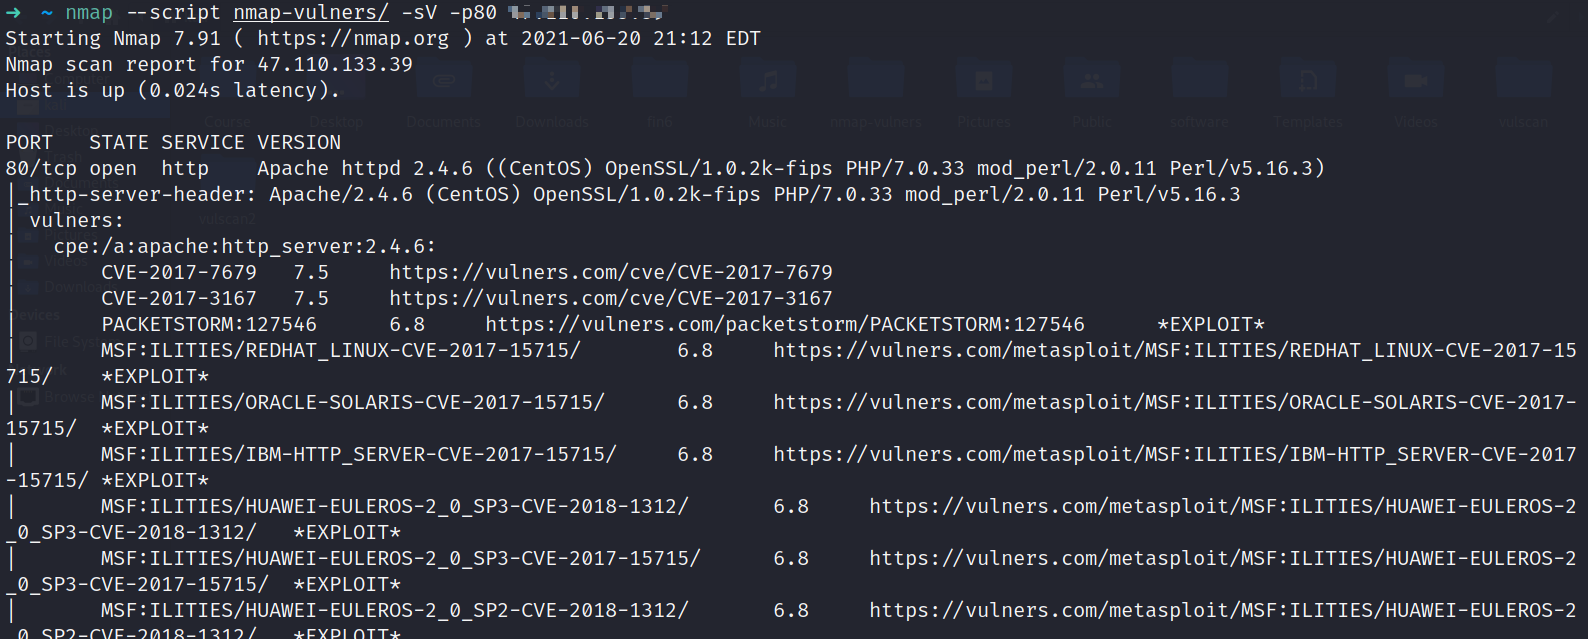 → ~ nmap --script nmap-vulners/ -sV -p80
Starting Nmap 7.91 ( https://nmap.org ) at 2021-06-20 21:12 EDT
Nmap scan report for 47.110.133.39
Host is up (0.024s latency).
PORT   STATE SERVICE VERSION
80/tcp open  http    Apache httpd 2.4.6 ((CentOS) OpenSSL/1.0.2k-fips PHP/7.0.33 mod_perl/2.0.11 Perl/v5.16.3)
|_http-server-header: Apache/2.4.6 (CentOS) OpenSSL/1.0.2k-fips PHP/7.0.33 mod_perl/2.0.11 Perl/v5.16.3
| vulners:
|   cpe:/a:apache:http_server:2.4.6:
|       CVE-2017-7679   7.5     https://vulners.com/cve/CVE-2017-7679
|       CVE-2017-3167   7.5     https://vulners.com/cve/CVE-2017-3167
|       PACKETSTORM:127546      6.8     https://vulners.com/packetstorm/PACKETSTORM:127546      *EXPLOIT*
|       MSF:ILITIES/REDHAT_LINUX-CVE-2017-15715/        6.8     https://vulners.com/metasploit/MSF:ILITIES/REDHAT_LINUX-CVE-2017-15
715/    *EXPLOIT*
|       MSF:ILITIES/ORACLE-SOLARIS-CVE-2017-15715/      6.8     https://vulners.com/metasploit/MSF:ILITIES/ORACLE-SOLARIS-CVE-2017-
15715/  *EXPLOIT*
|       MSF:ILITIES/IBM-HTTP_SERVER-CVE-2017-15715/     6.8     https://vulners.com/metasploit/MSF:ILITIES/IBM-HTTP_SERVER-CVE-2017
-15715/ *EXPLOIT*
|       MSF:ILITIES/HUAWEI-EULEROS-2_0_SP3-CVE-2018-1312/       6.8     https://vulners.com/metasploit/MSF:ILITIES/HUAWEI-EULEROS-2
_0_SP3-CVE-2018-1312/   *EXPLOIT*
|       MSF:ILITIES/HUAWEI-EULEROS-2_0_SP3-CVE-2017-15715/      6.8     https://vulners.com/metasploit/MSF:ILITIES/HUAWEI-EULEROS-2
_0_SP3-CVE-2017-15715/  *EXPLOIT*
|       MSF:ILITIES/HUAWEI-EULEROS-2_0_SP2-CVE-2018-1312/       6.8     https://vulners.com/metasploit/MSF:ILITIES/HUAWEI-EULEROS-2
_0_SP2-CVE-2018-1312/   *EXPLOIT*